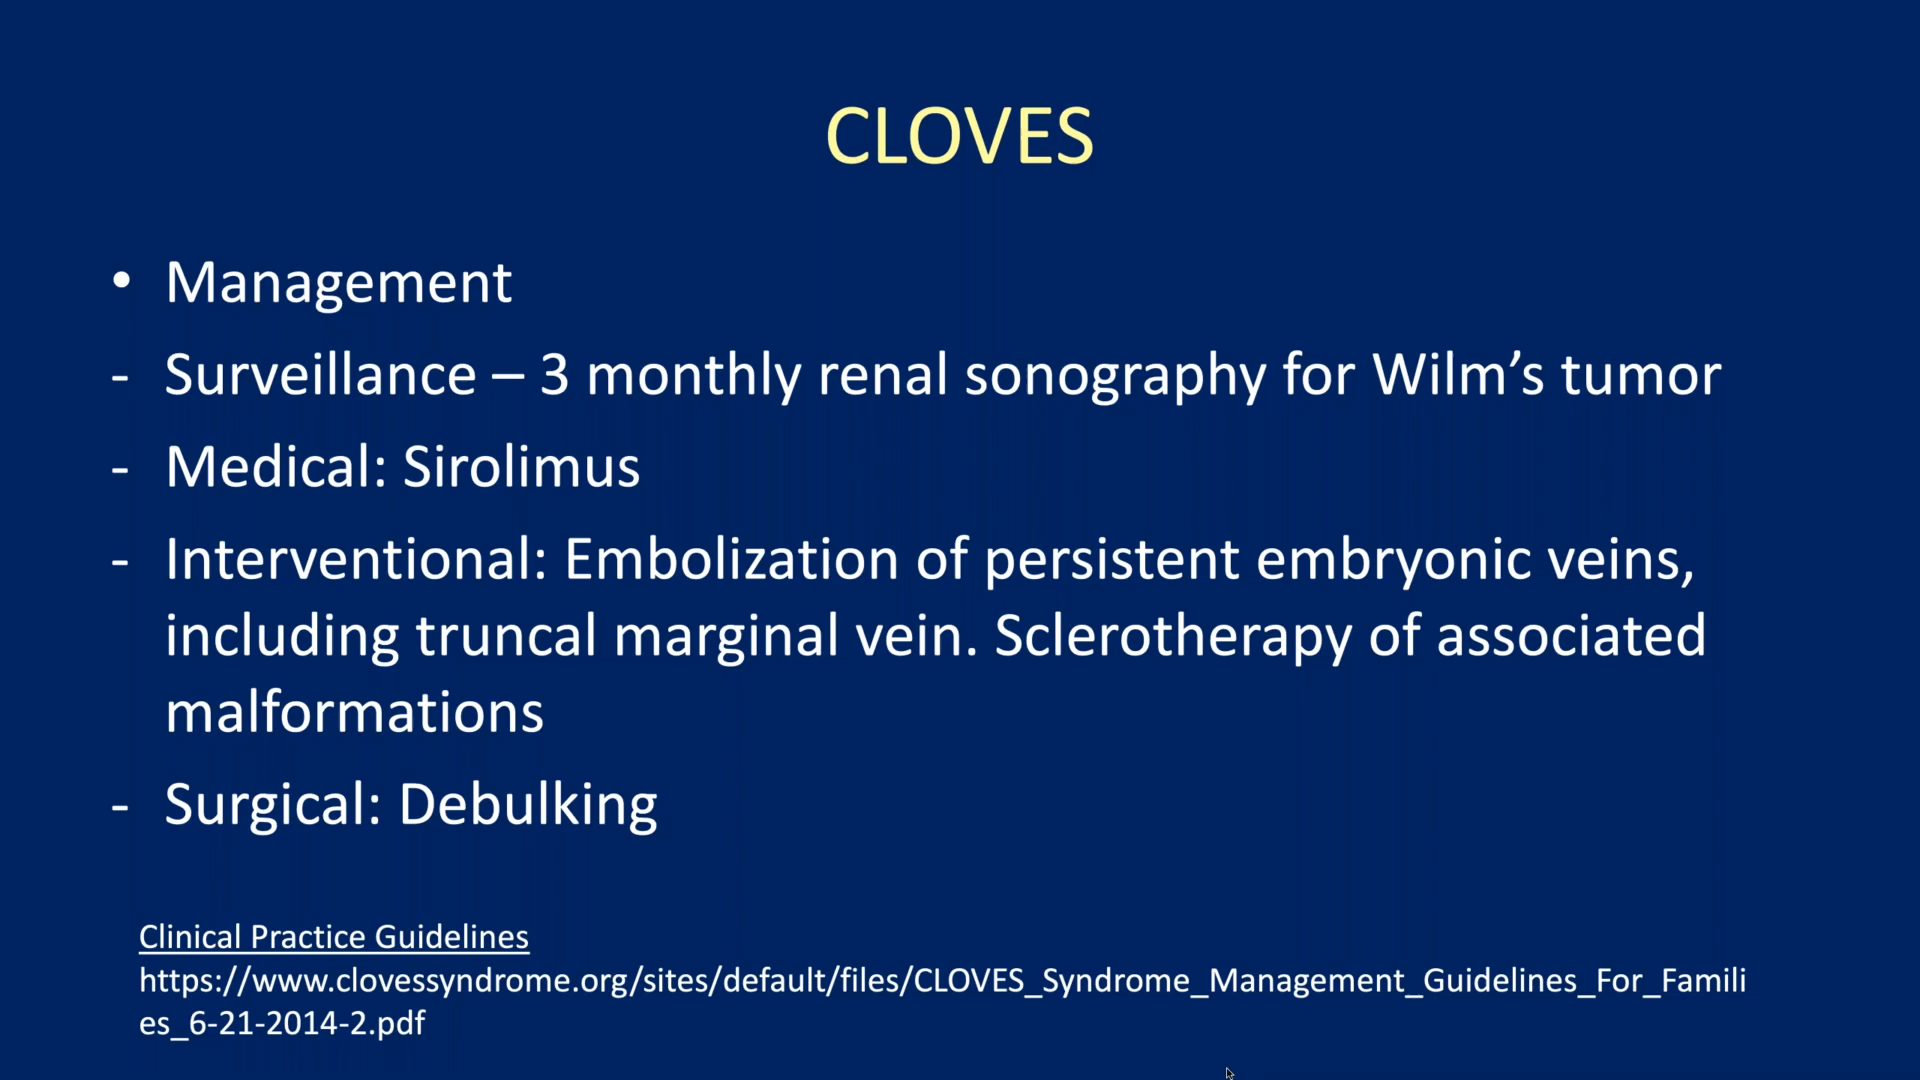 CLOVES
• Management
- Surveillance – 3 monthly renal sonography for Wilm’s tumor
- Medical: Sirolimus
- Interventional: Embolization of persistent embryonic veins,
including truncal marginal vein. Sclerotherapy of associated
malformations
- Surgical: Debulking
Clinical Practice Guidelines
https://www.clovessyndrome.org/sites/default/files/CLOVES_Syndrome_Management_Guidelines_For_Famili
es_6-21-2014-2.pdf